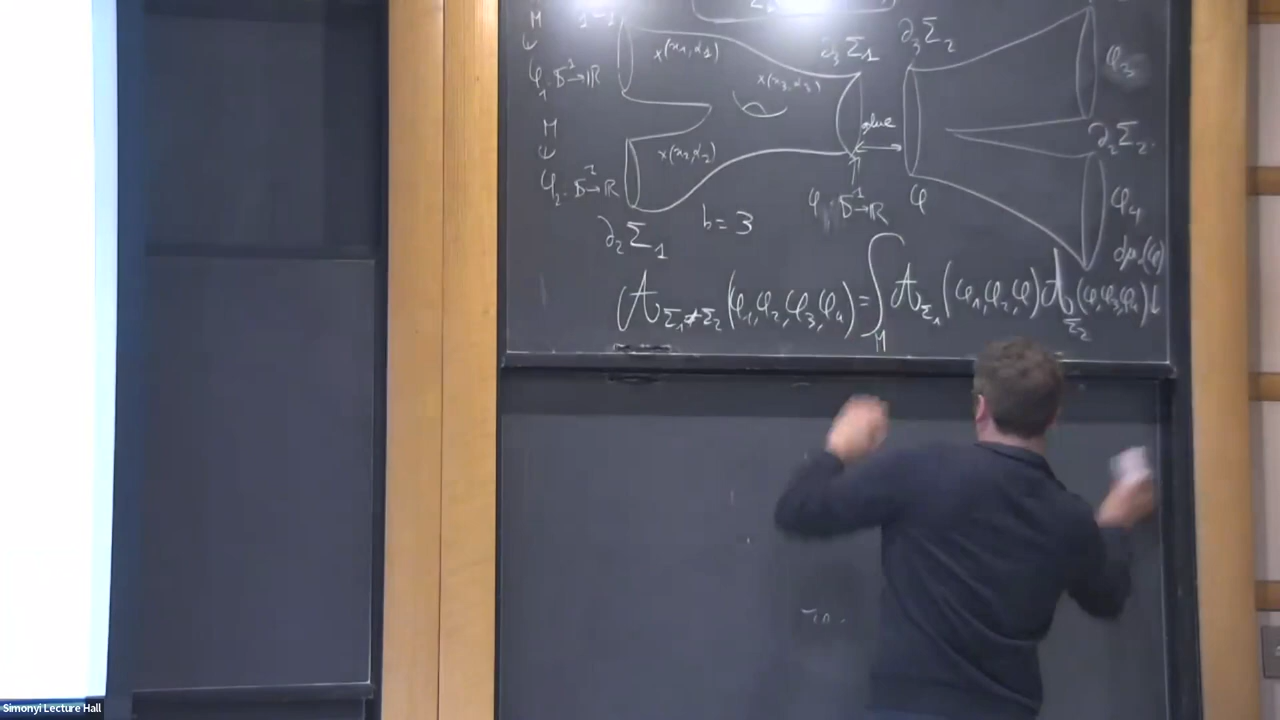 ∂₃Σ₁
∂₃Σ₂
x(x₁,α₁)
x(x₃,α₃)
φ₃
φ₁: S¹→ℝ
M
glue
∂₂Σ₂
x(x₂,α₂)
φ₂: S¹→ℝ
φ: S¹→ℝ
φ
φ₄
∂₂Σ₁
b = 3
A_{Σ₁#Σ₂}(φ₁,φ₂,φ₃,φ₄) = ∫_M A_{Σ₁}(φ₁,φ₂,φ) A_{Σ₂}(φ,φ₃,φ₄)
Simonyi Lecture Hall